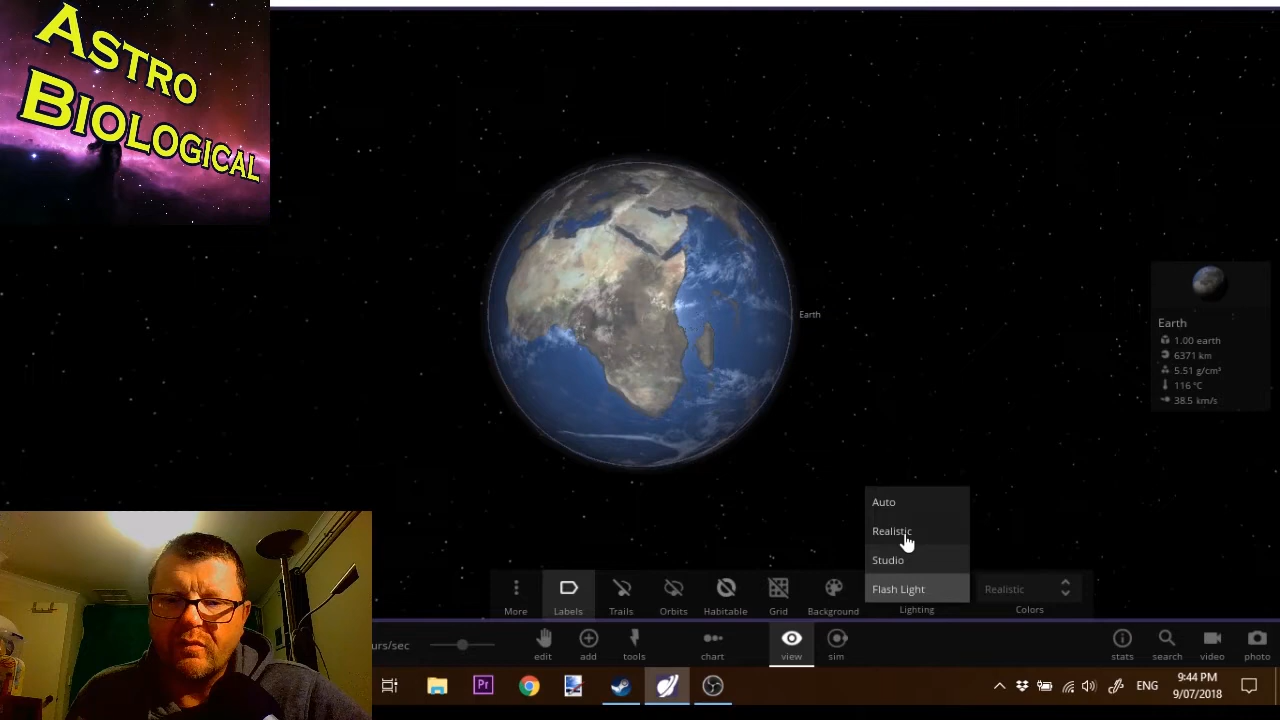 ASTRO
BIOLOGICAL
Earth
Earth
1.00 earth
6371 km
5.51 g/cm³
116 °C
38.5 km/s
Auto
Realistic
Studio
Flash Light
Realistic
More
Labels
Trails
Orbits
Habitable
Grid
Background
Lighting
Colors
urs/sec
edit
add
tools
chart
view
sim
stats
search
video
photo
Pr
ENG
9:44 PM
9/07/2018